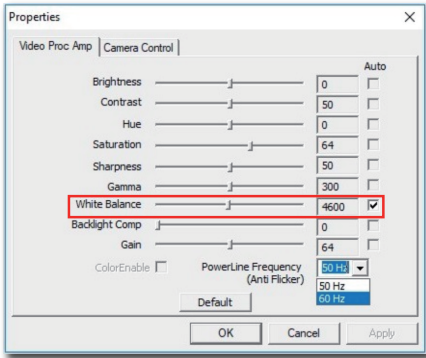 Properties
Video Proc Amp Camera Control
Auto
Brightness 0
Contrast 50
Hue 0
Saturation 64
Sharpness 50
Gamma 300
White Balance 4600
Backlight Comp 0
Gain 64
ColorEnable PowerLine Frequency 50 Hz
(Anti Flicker)
50 Hz
60 Hz
Default
OK Cancel Apply